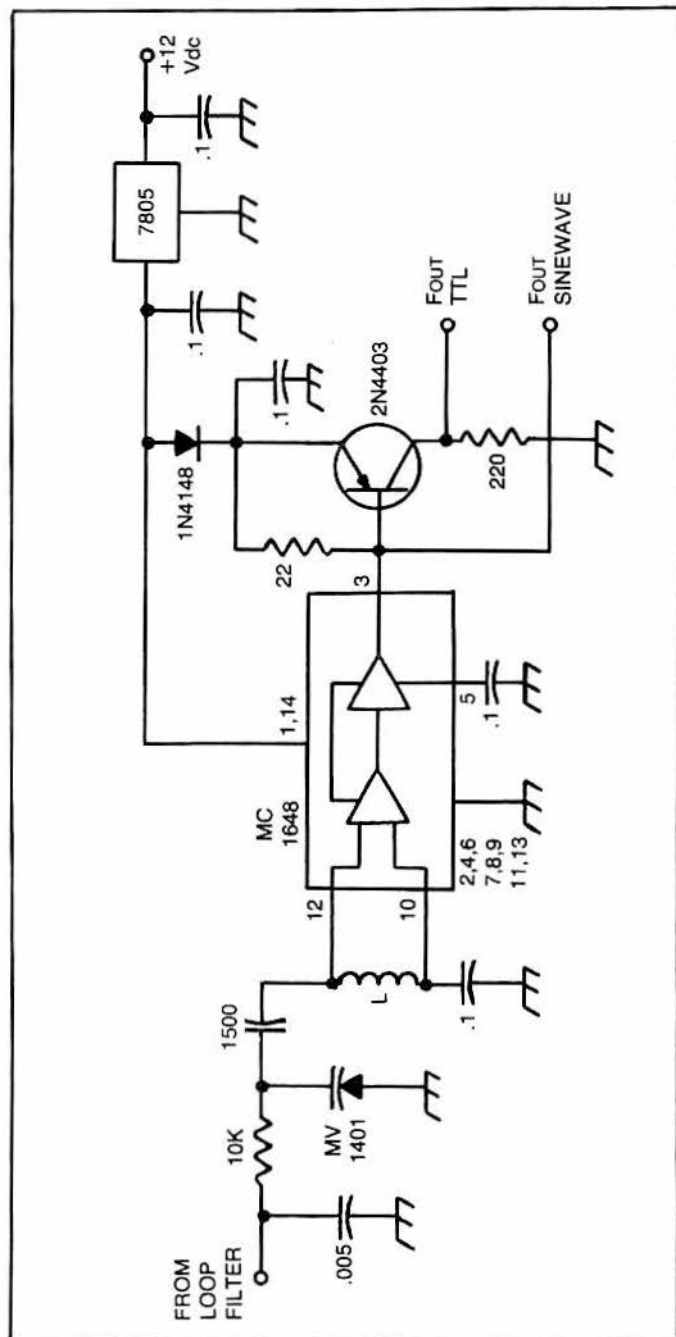 FROM
LOOP
FILTER
.005
10K
MV
1401
1500
L
.1
12
10
MC
1648
1,14
2,4,6
7,8,9
11,13
5
.1
3
22
1N4148
.1
2N4403
220
FOUT
TTL
FOUT
SINEWAVE
.1
7805
.1
+12
Vdc